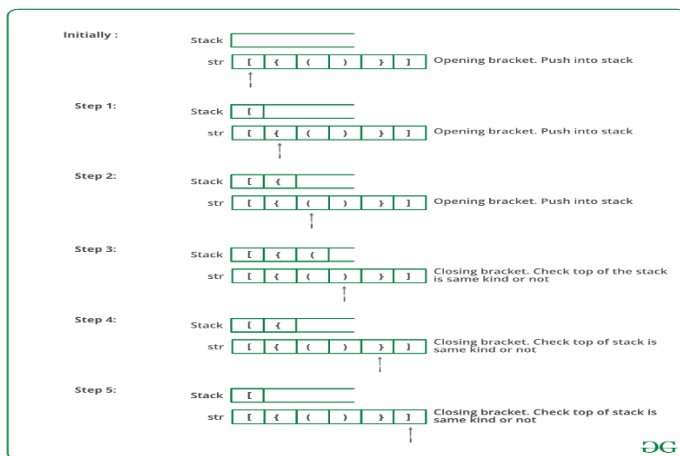 Initially :
Stack
str [ { ( ) } ] Opening bracket. Push into stack
Step 1:
Stack [
str [ { ( ) } ] Opening bracket. Push into stack
Step 2:
Stack [ {
str [ { ( ) } ] Opening bracket. Push into stack
Step 3:
Stack [ { (
str [ { ( ) } ] Closing bracket. Check top of the stack
is same kind or not
Step 4:
Stack [ {
str [ { ( ) } ] Closing bracket. Check top of stack is
same kind or not
Step 5:
Stack [
str [ { ( ) } ] Closing bracket. Check top of stack is
same kind or not